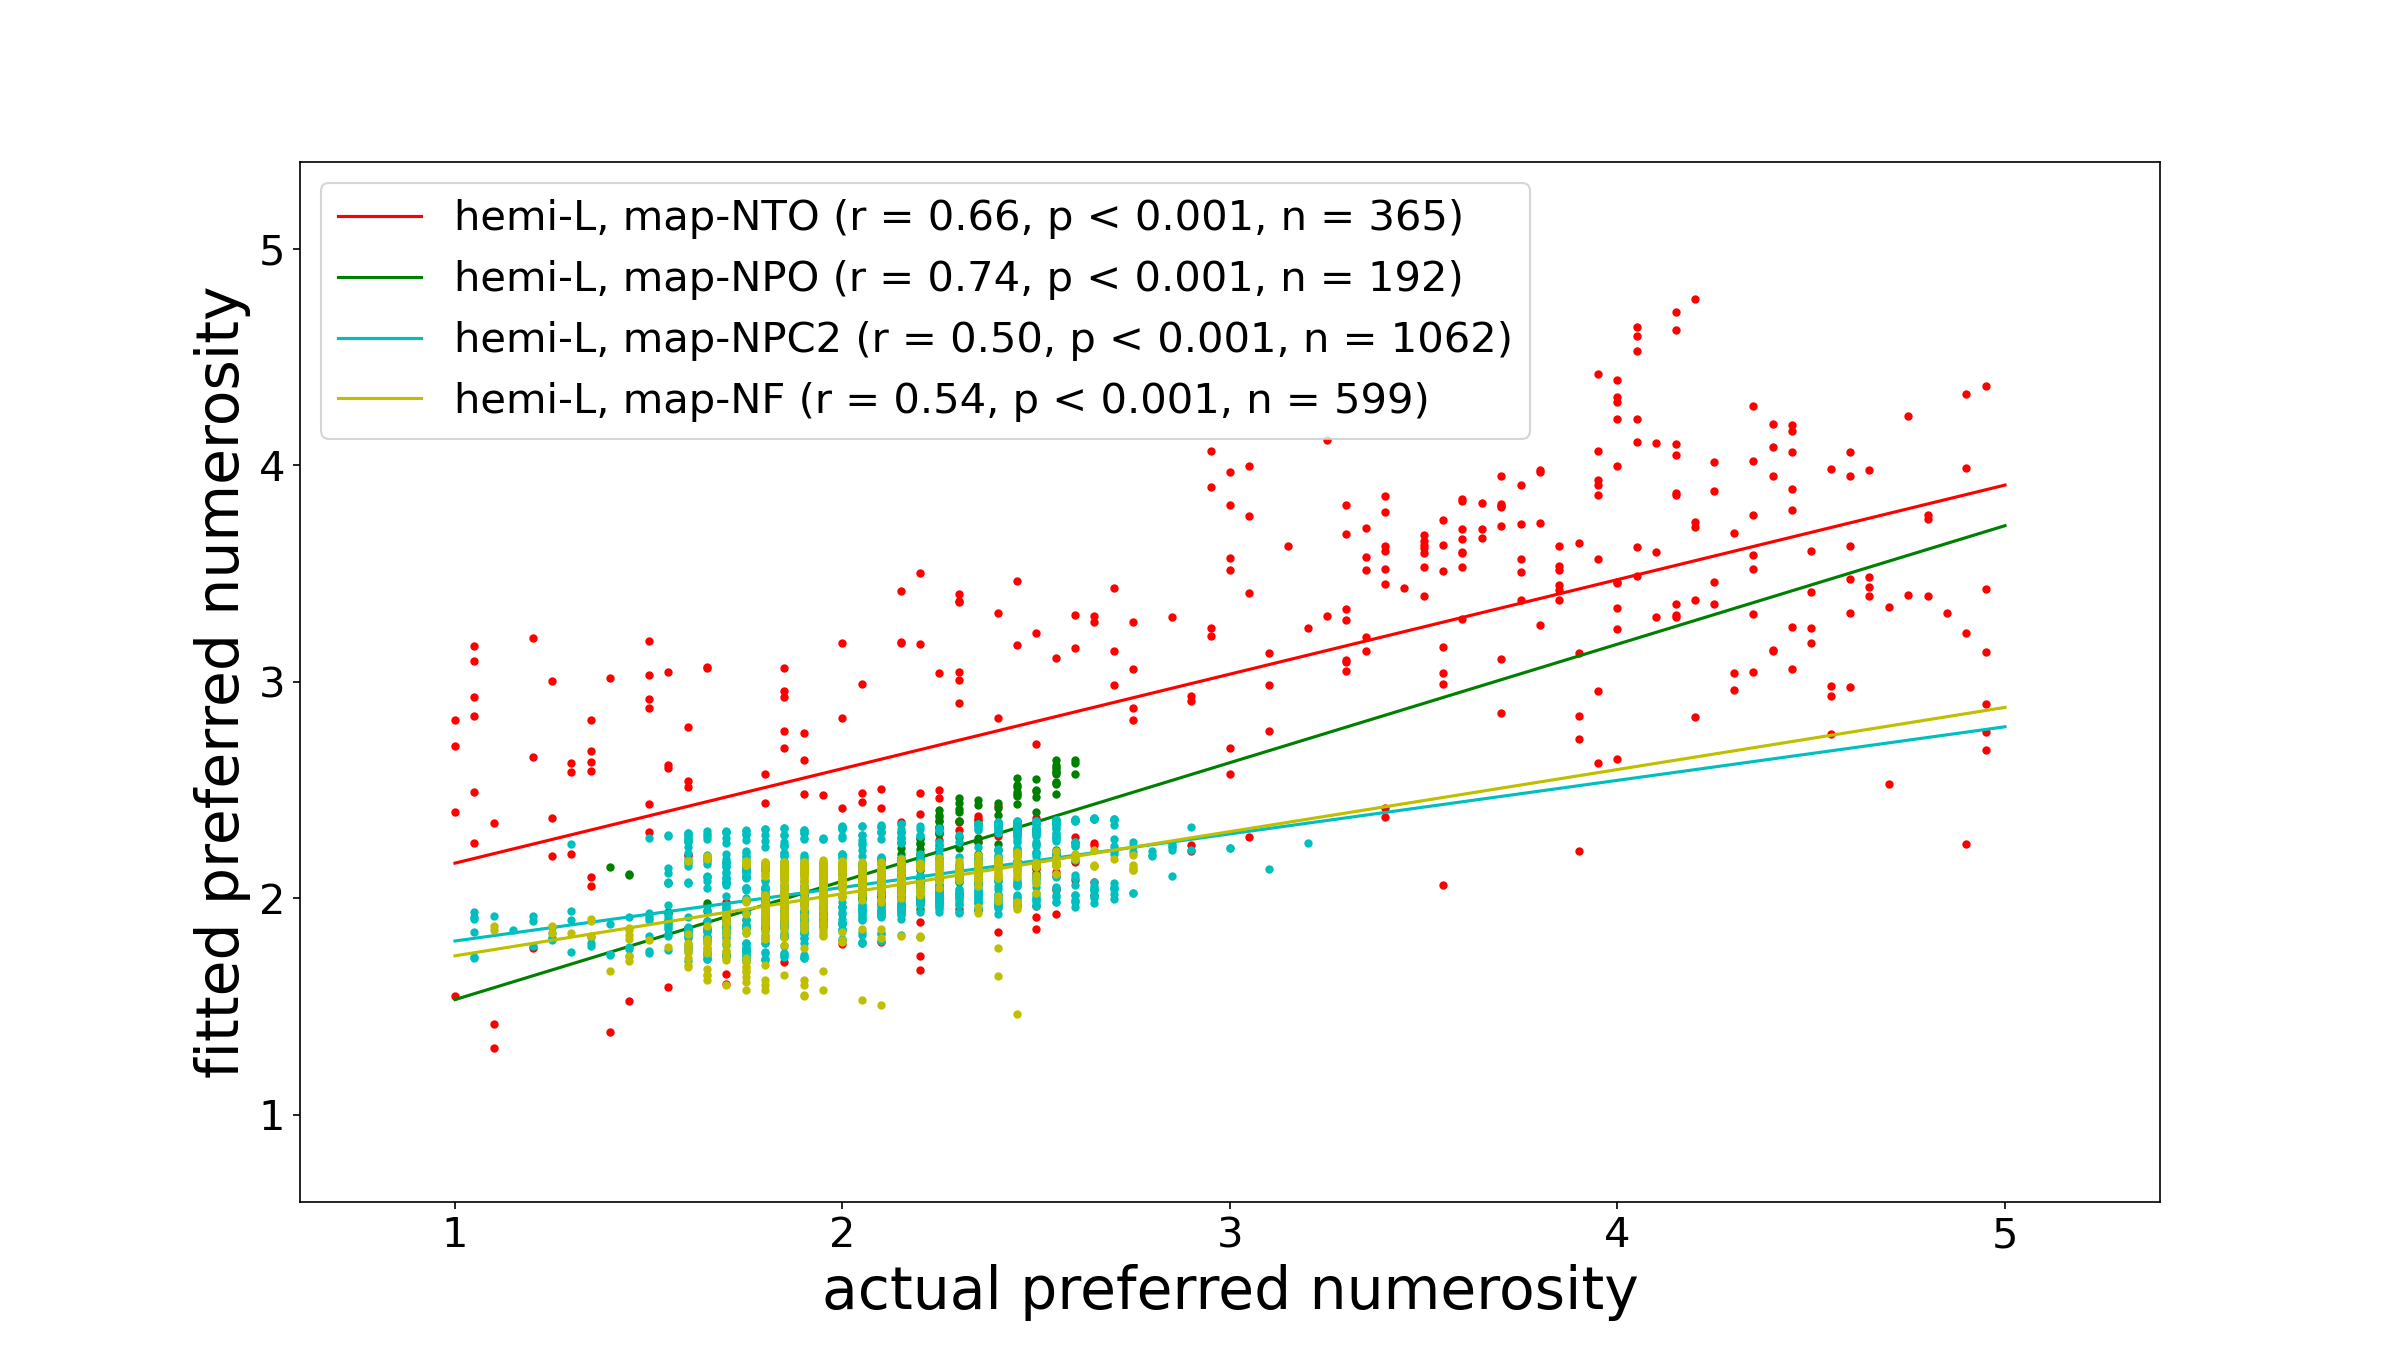 hemi-L, map-NTO (r = 0.66, p < 0.001, n = 365)
hemi-L, map-NPO (r = 0.74, p < 0.001, n = 192)
hemi-L, map-NPC2 (r = 0.50, p < 0.001, n = 1062)
hemi-L, map-NF (r = 0.54, p < 0.001, n = 599)
fitted preferred numerosity
5
4
3
2
1
1 2 3 4 5
actual preferred numerosity